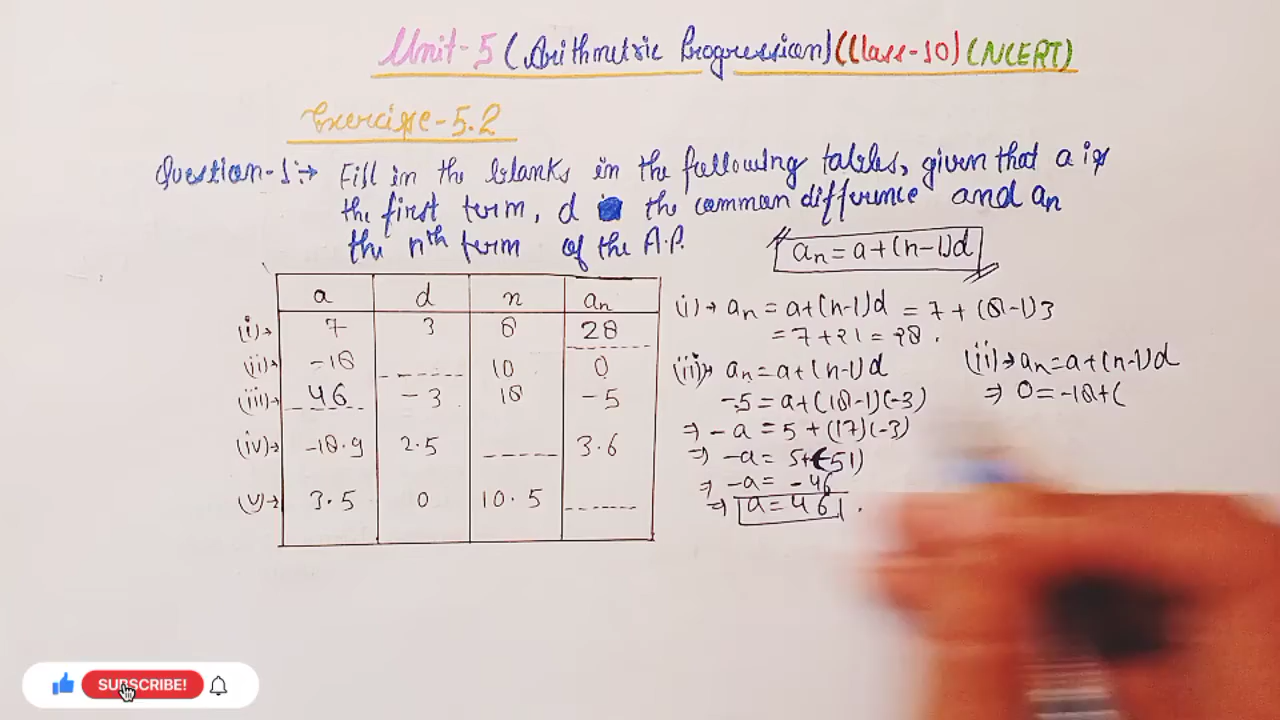 Unit-5 (Arithmetric Progression) (Class-10) (NCERT)
Exercise-5.2
Question-1:→ Fill in the blanks in the following tables, given that a is
the first term, d the common difference and an
the nth term of the A.P.
an = a+(n-1)d
a d n an
(i)→ 7 3 8 28
(ii)→ -18 ------ 10 0
(iii)→ 46 -3 18 -5
(iv)→ -18.9 2.5 ------ 3.6
(v)→ 3.5 0 10.5 ------
(i)→ an = a+(n-1)d = 7+(8-1)3
= 7+21 = 28.
(iii)→ an = a+(n-1)d
-5 = a+(18-1)(-3)
⇒ -a = 5+(17)(-3)
⇒ -a = 5+(-51)
⇒ -a = -46
⇒ a = 46.
(ii)→ an = a+(n-1)d
⇒ 0 = -18+(
SUBSCRIBE!